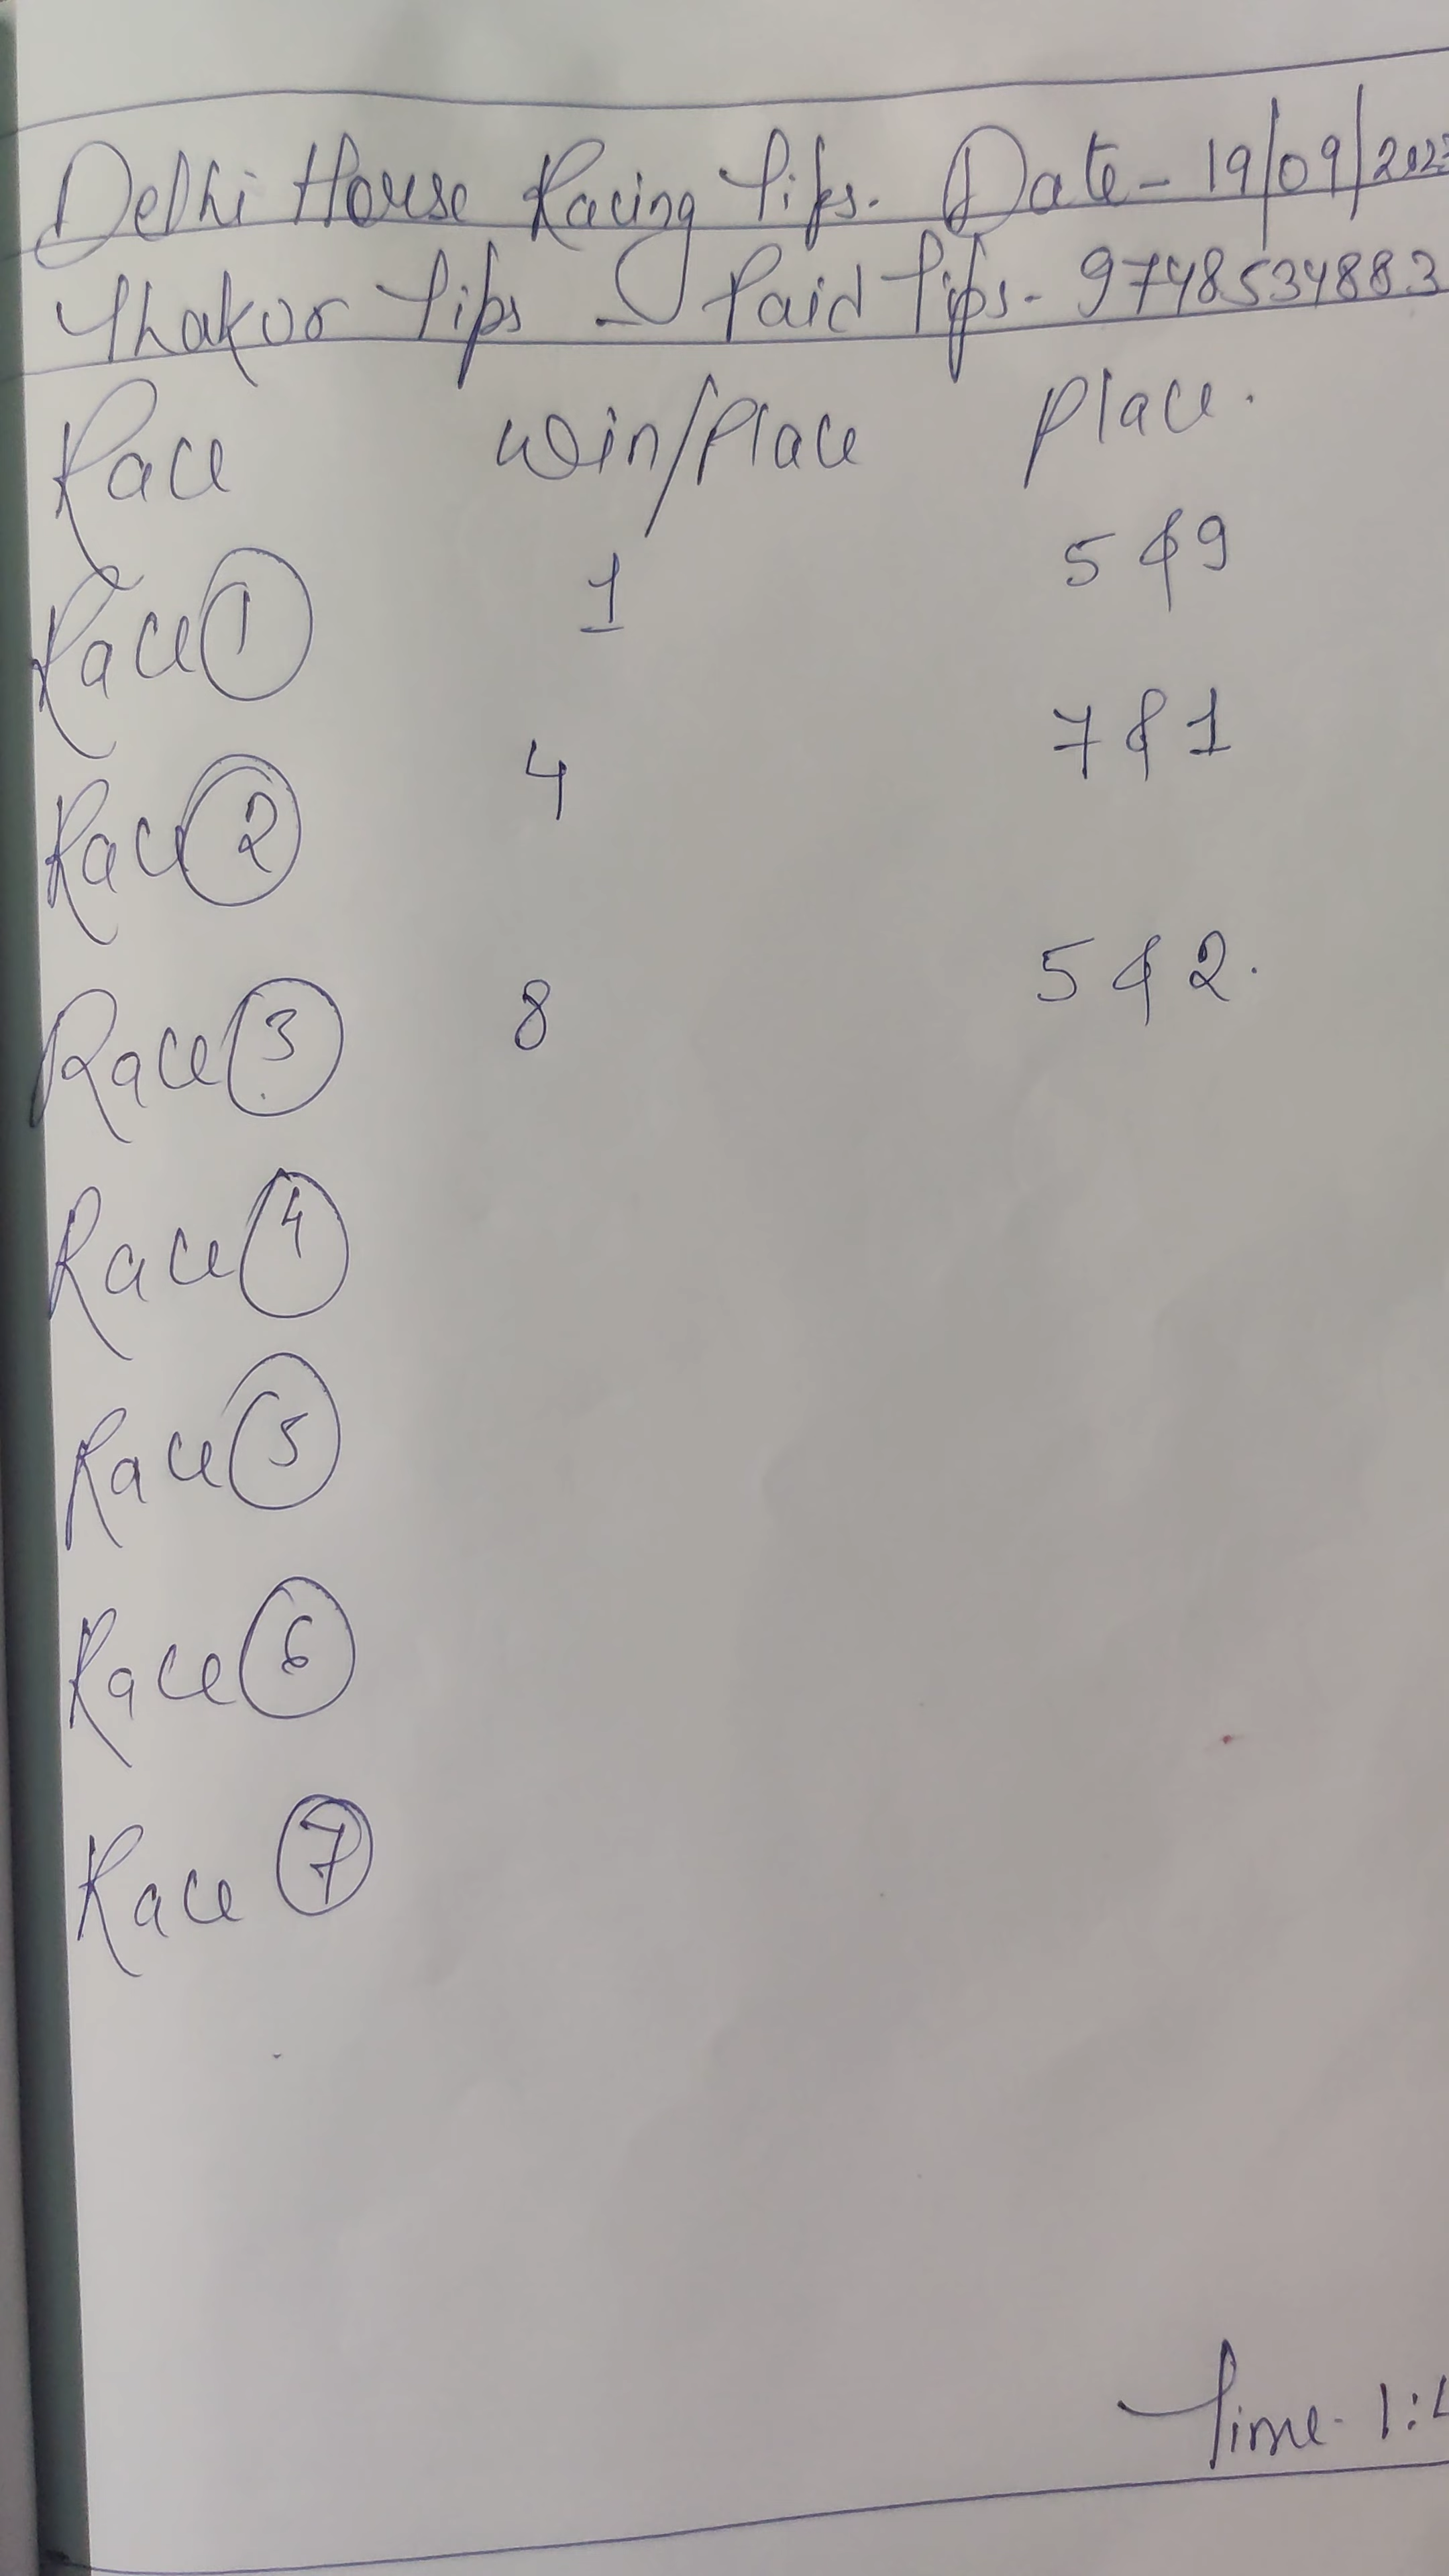 Delhi Horse Racing Tips. Date - 19/09/2023
Thakur Tips - Paid Tips - 9748534883
Race Win/Place Place.
Race 1 1 5 & 9
Race 2 4 7 & 1
Race 3 8 5 & 2.
Race 4
Race 5
Race 6
Race 7
Time - 1:4